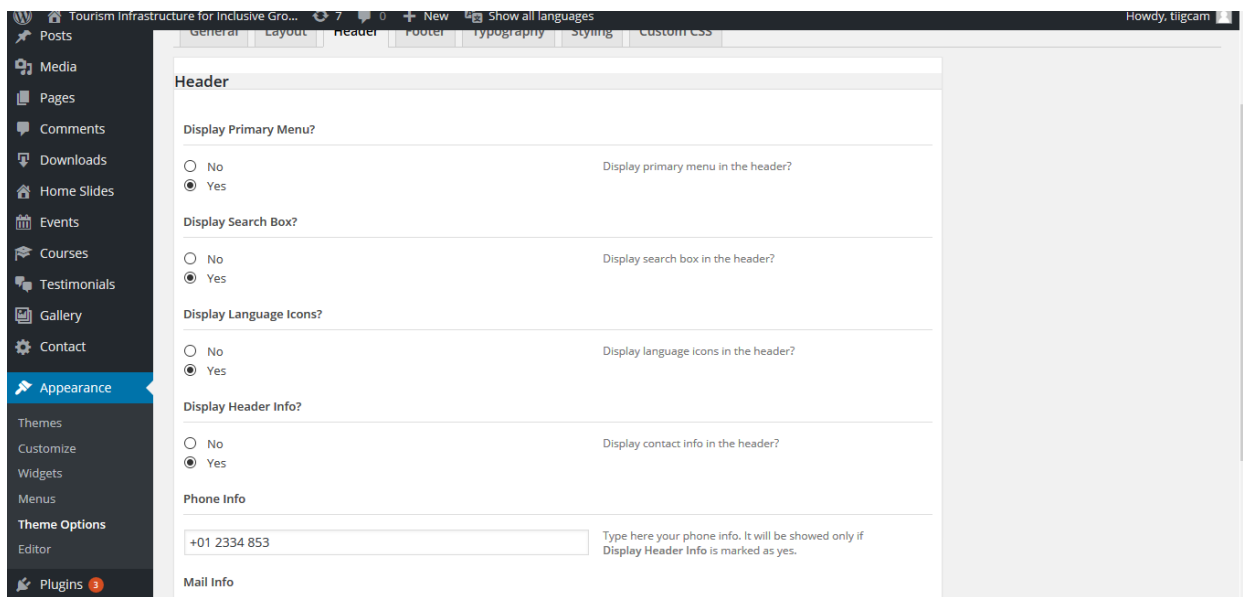 Tourism Infrastructure for Inclusive Gro... 7 0 + New Show all languages Howdy, tiigcam
Posts
Media
Pages
Comments
Downloads
Home Slides
Events
Courses
Testimonials
Gallery
Contact
Appearance
Themes
Customize
Widgets
Menus
Theme Options
Editor
Plugins 3
General Layout Header Footer Typography Styling Custom CSS
Header
Display Primary Menu?
No
Yes
Display primary menu in the header?
Display Search Box?
No
Yes
Display search box in the header?
Display Language Icons?
No
Yes
Display language icons in the header?
Display Header Info?
No
Yes
Display contact info in the header?
Phone Info
+01 2334 853
Type here your phone info. It will be showed only if
Display Header Info is marked as yes.
Mail Info